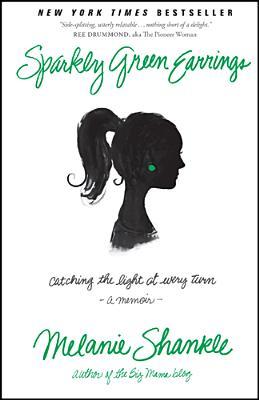 NEW YORK TIMES BESTSELLER
"Side-splitting, utterly relatable... nothing short of a delight."
REE DRUMMOND, aka The Pioneer Woman
Sparkly Green Earrings
catching the light at every turn
- a memoir -
Melanie Shankle
author of the Big Mama blog